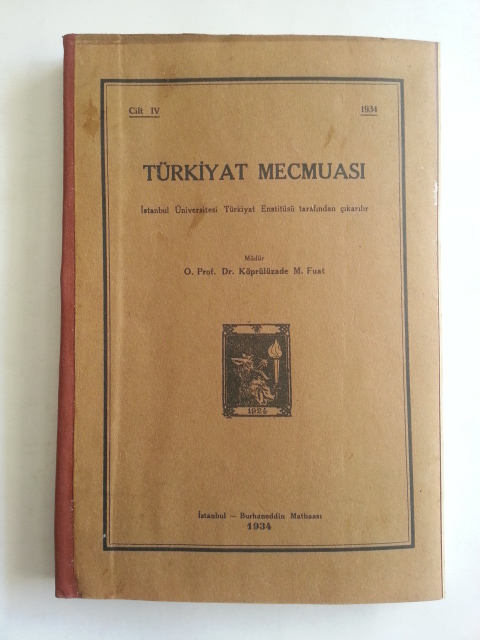 Cilt IV
1934
TÜRKİYAT MECMUASI
İstanbul Üniversitesi Türkiyat Enstitüsü tarafından çıkarılır
Müdür
O. Prof. Dr. Köprülüzade M. Fuat
1924
İstanbul — Burhaneddin Matbaası
1934